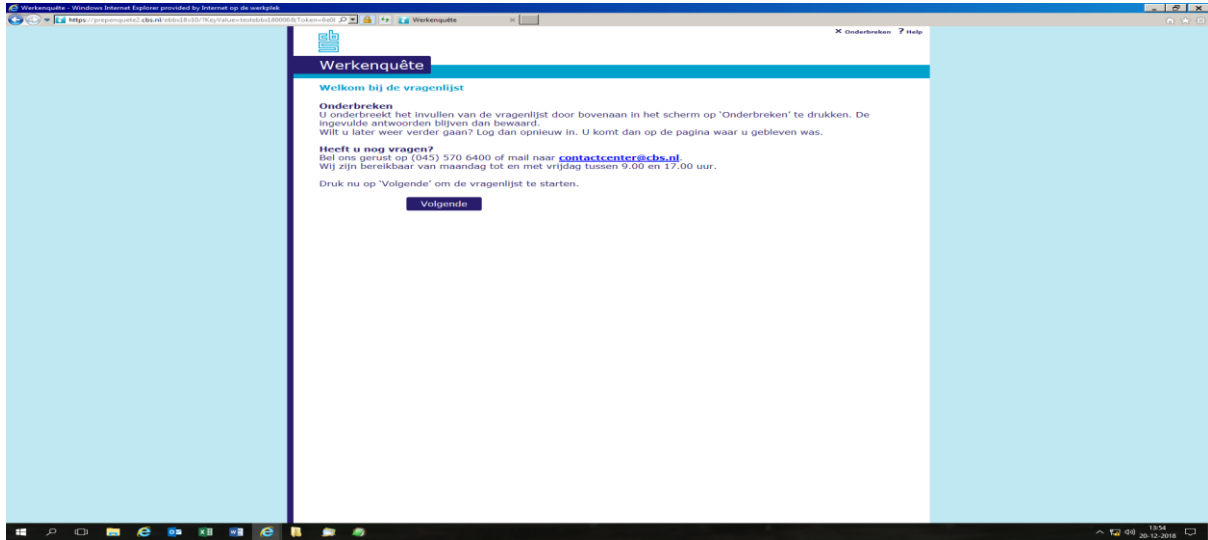 Werkenquête - Windows Internet Explorer provided by Internet op de werkplek
Werkenquête
X Onderbreken ? Help
cbs
Werkenquête
Welkom bij de vragenlijst
Onderbreken
U onderbreekt het invullen van de vragenlijst door bovenaan in het scherm op 'Onderbreken' te drukken. De
ingevulde antwoorden blijven dan bewaard.
Wilt u later weer verder gaan? Log dan opnieuw in. U komt dan op de pagina waar u gebleven was.
Heeft u nog vragen?
Bel ons gerust op (045) 570 6400 of mail naar contactcenter@cbs.nl.
Wij zijn bereikbaar van maandag tot en met vrijdag tussen 9.00 en 17.00 uur.
Druk nu op 'Volgende' om de vragenlijst te starten.
Volgende
13:54
20-12-2018